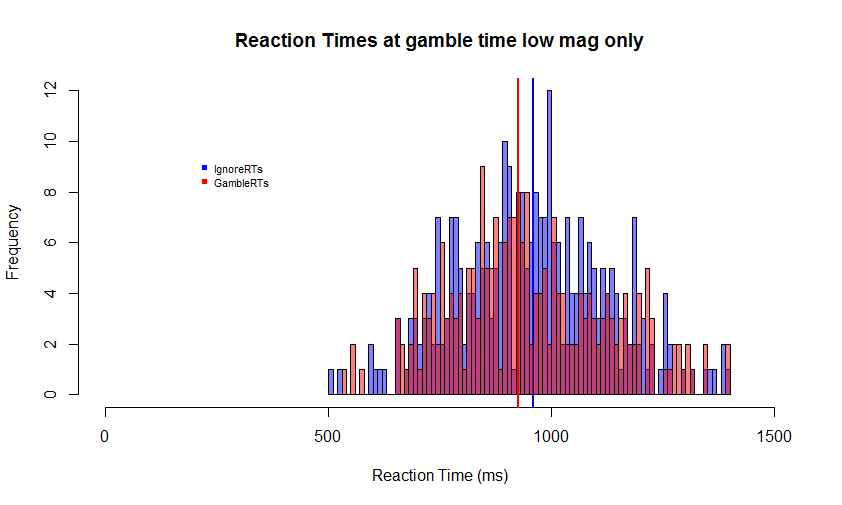 Reaction Times at gamble time low mag only
12
10
8
6
4
2
0
Frequency
IgnoreRTs
GambleRTs
0 500 1000 1500
Reaction Time (ms)